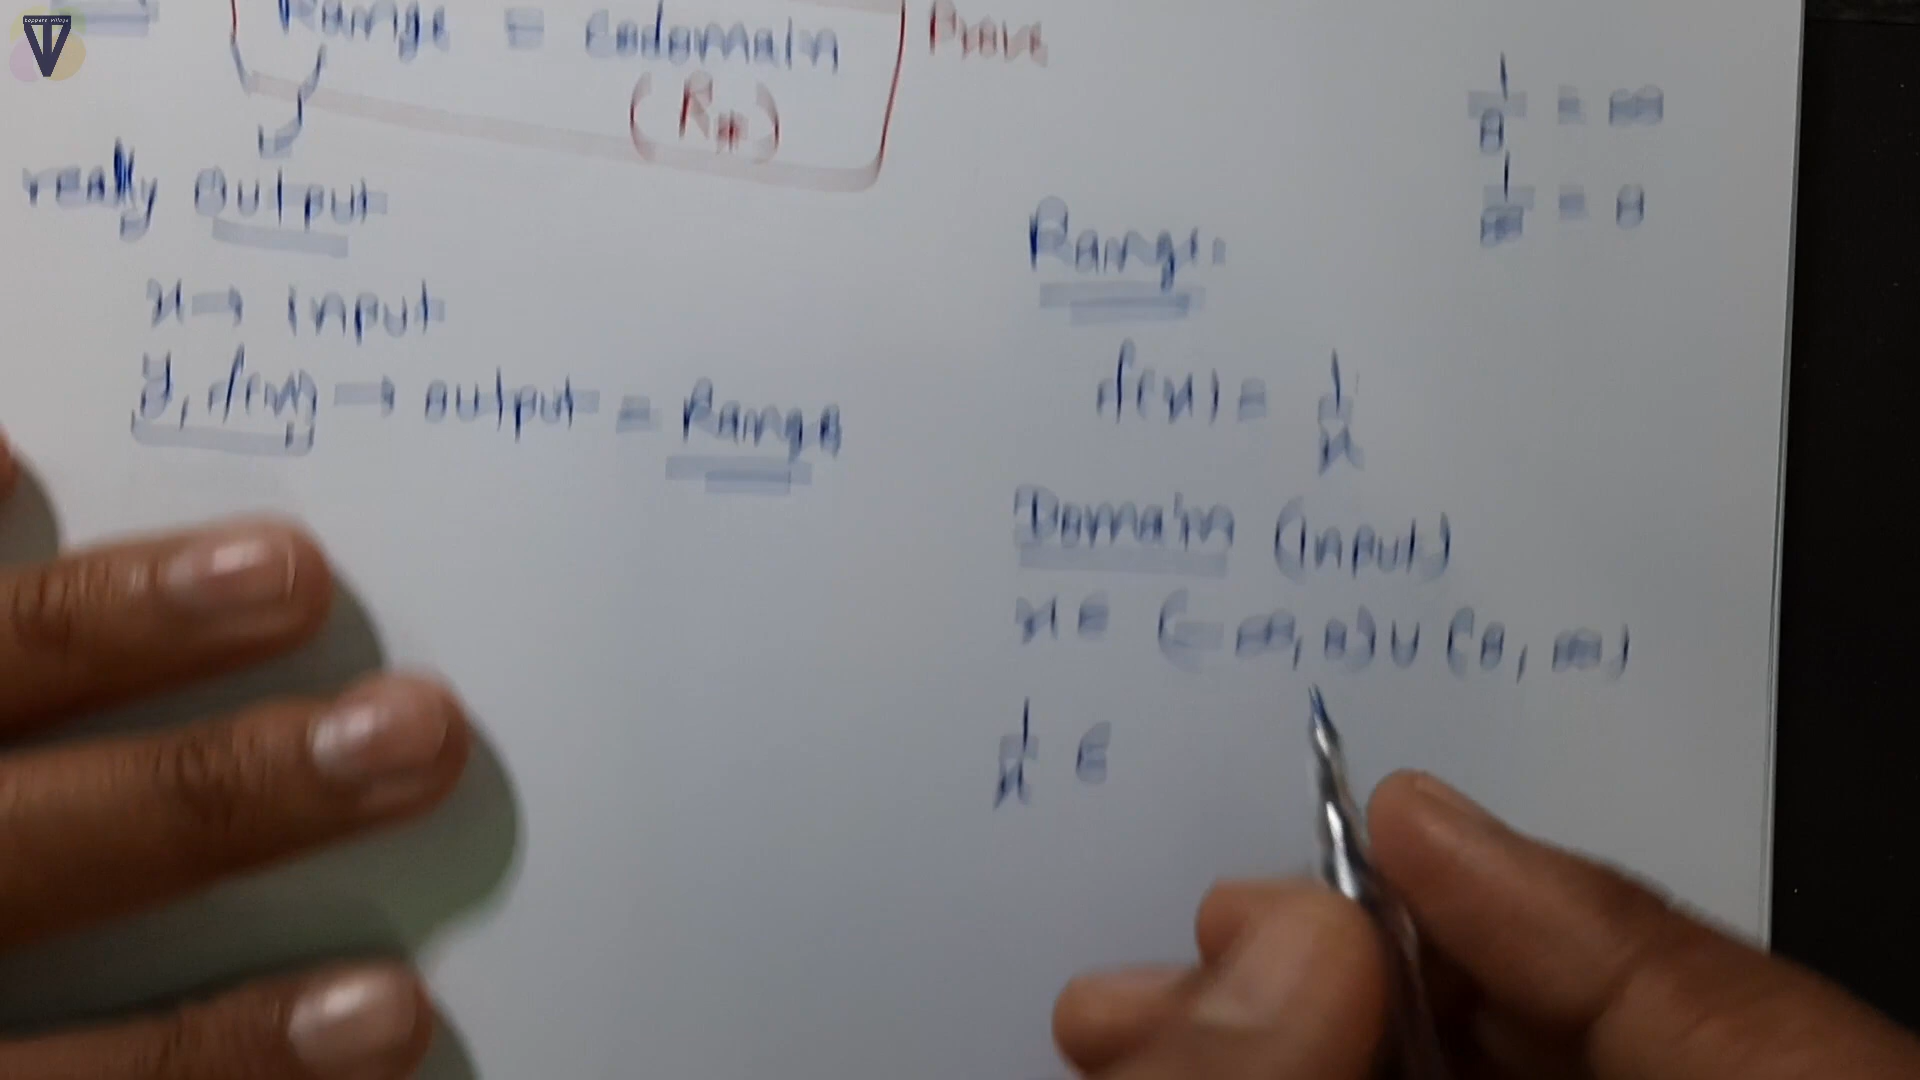 Range = codomain Prove
(R*)
really output
x → input
y, f(x) → output = Range
1/0 = ∞
1/∞ = 0
Range:
f(x) = 1/x
Domain (input)
x ∈ (-∞, 0) ∪ (0, ∞)
1/x ∈